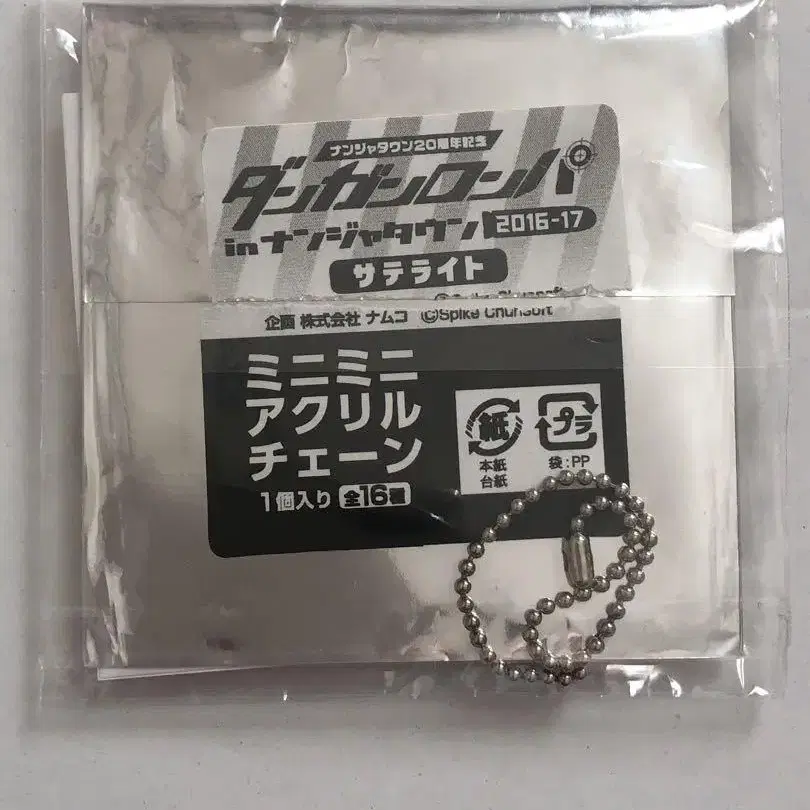 ナンジャタウン20周年記念
ダンガンロンパ
inナンジャタウン 2016-17
サテライト
企画 株式会社 ナムコ ©Spike Chunsoft
ミニミニ
アクリル
チェーン
1個入り 全16種
紙 プラ
本紙 袋:PP
台紙